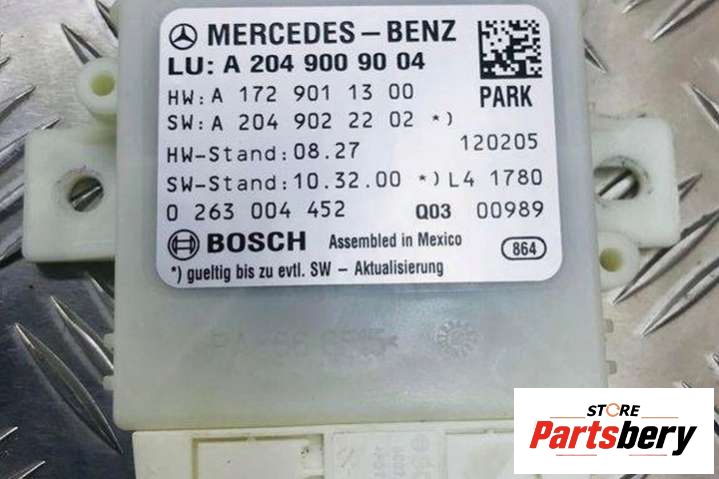 MERCEDES-BENZ
LU: A 204 900 90 04
HW: A 172 901 13 00
PARK
SW: A 204 902 22 02 *)
HW-Stand: 08.27 120205
SW-Stand: 10.32.00 *) L4 1780
0 263 004 452 Q03 00989
BOSCH Assembled in Mexico 864
*) gueltig bis zu evtl. SW - Aktualisierung
STORE
Partsbery